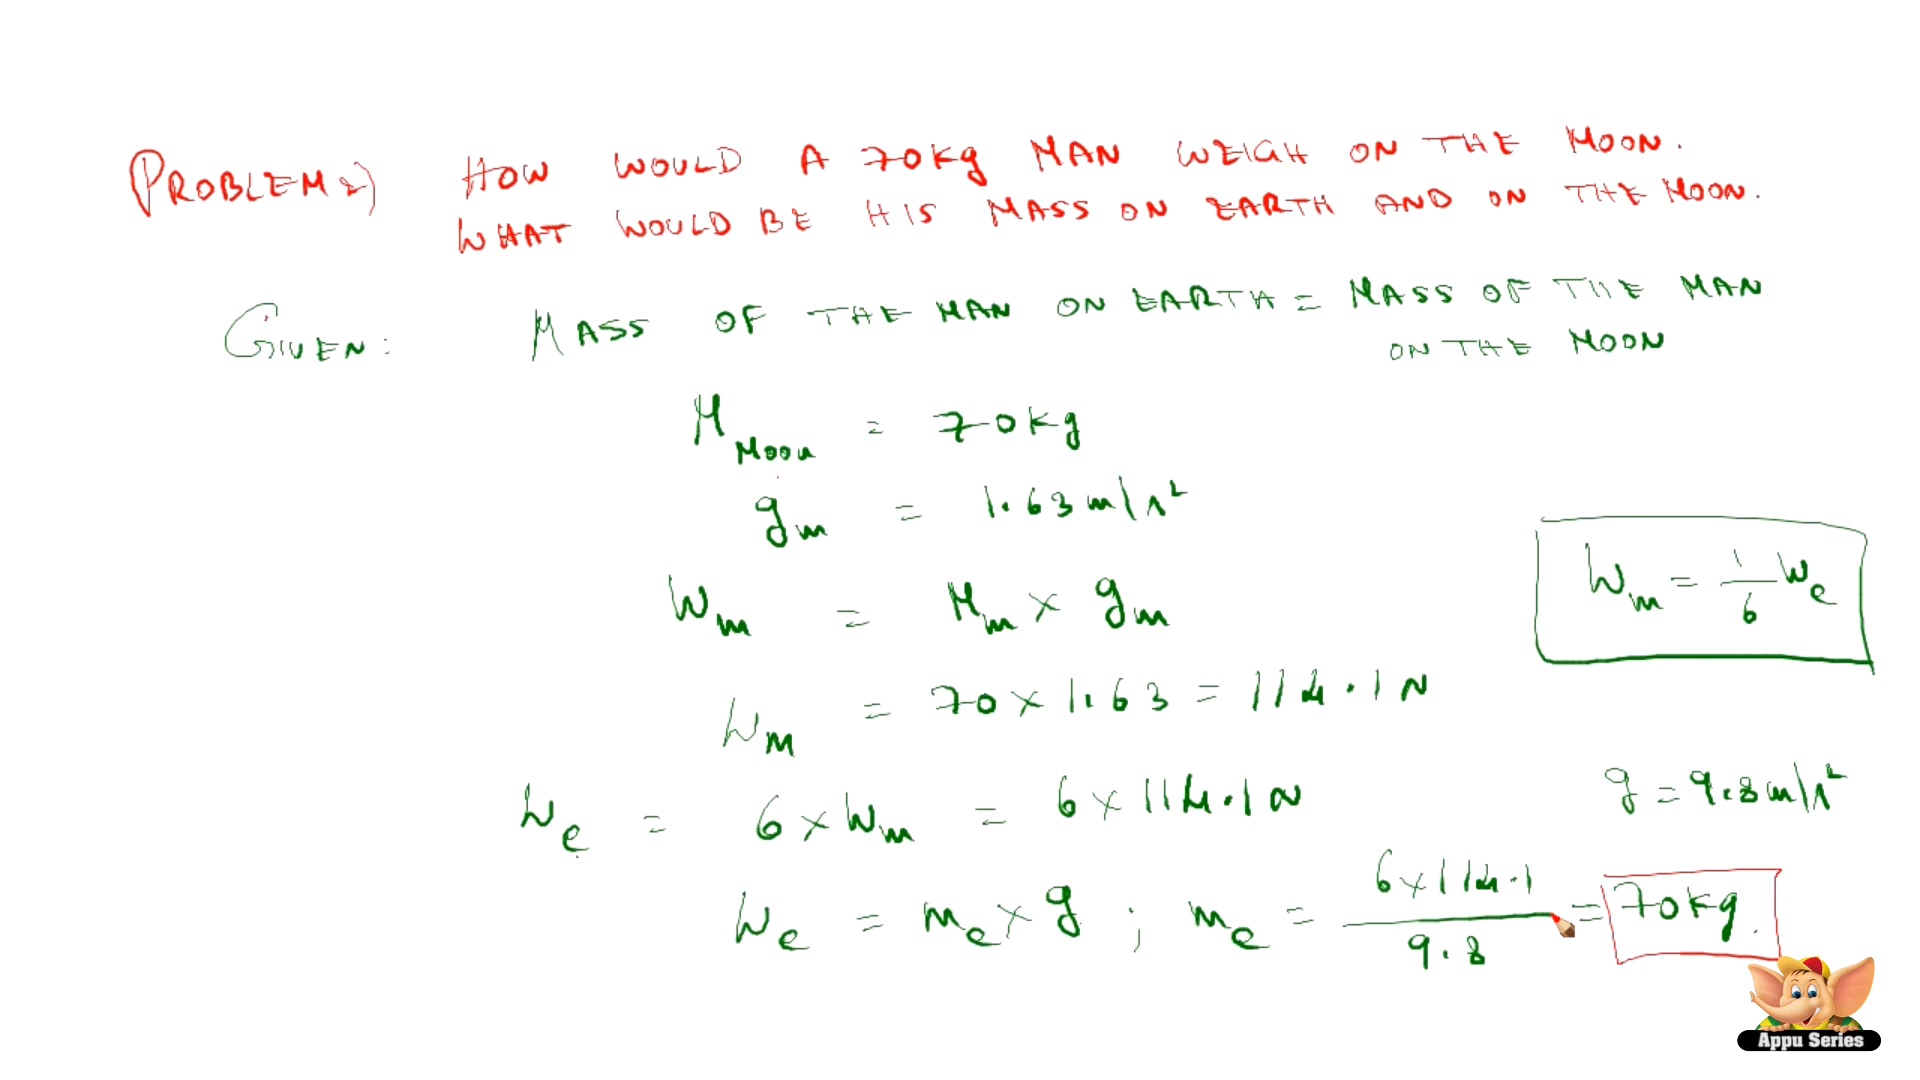 PROBLEM 2) HOW WOULD A 70kg MAN WEIGH ON THE MOON.
WHAT WOULD BE HIS MASS ON EARTH AND ON THE MOON.
GIVEN: MASS OF THE MAN ON EARTH = MASS OF THE MAN
ON THE MOON
M_Moon = 70kg
g_m = 1.63 m/s²
W_m = M_m × g_m
W_m = 1/6 W_e
W_m = 70 × 1.63 = 114.1 N
W_e = 6 × W_m = 6 × 114.1 N
g = 9.8 m/s²
W_e = m_e × g ; m_e = 6 × 114.1 / 9.8 = 70kg.
Appu Series